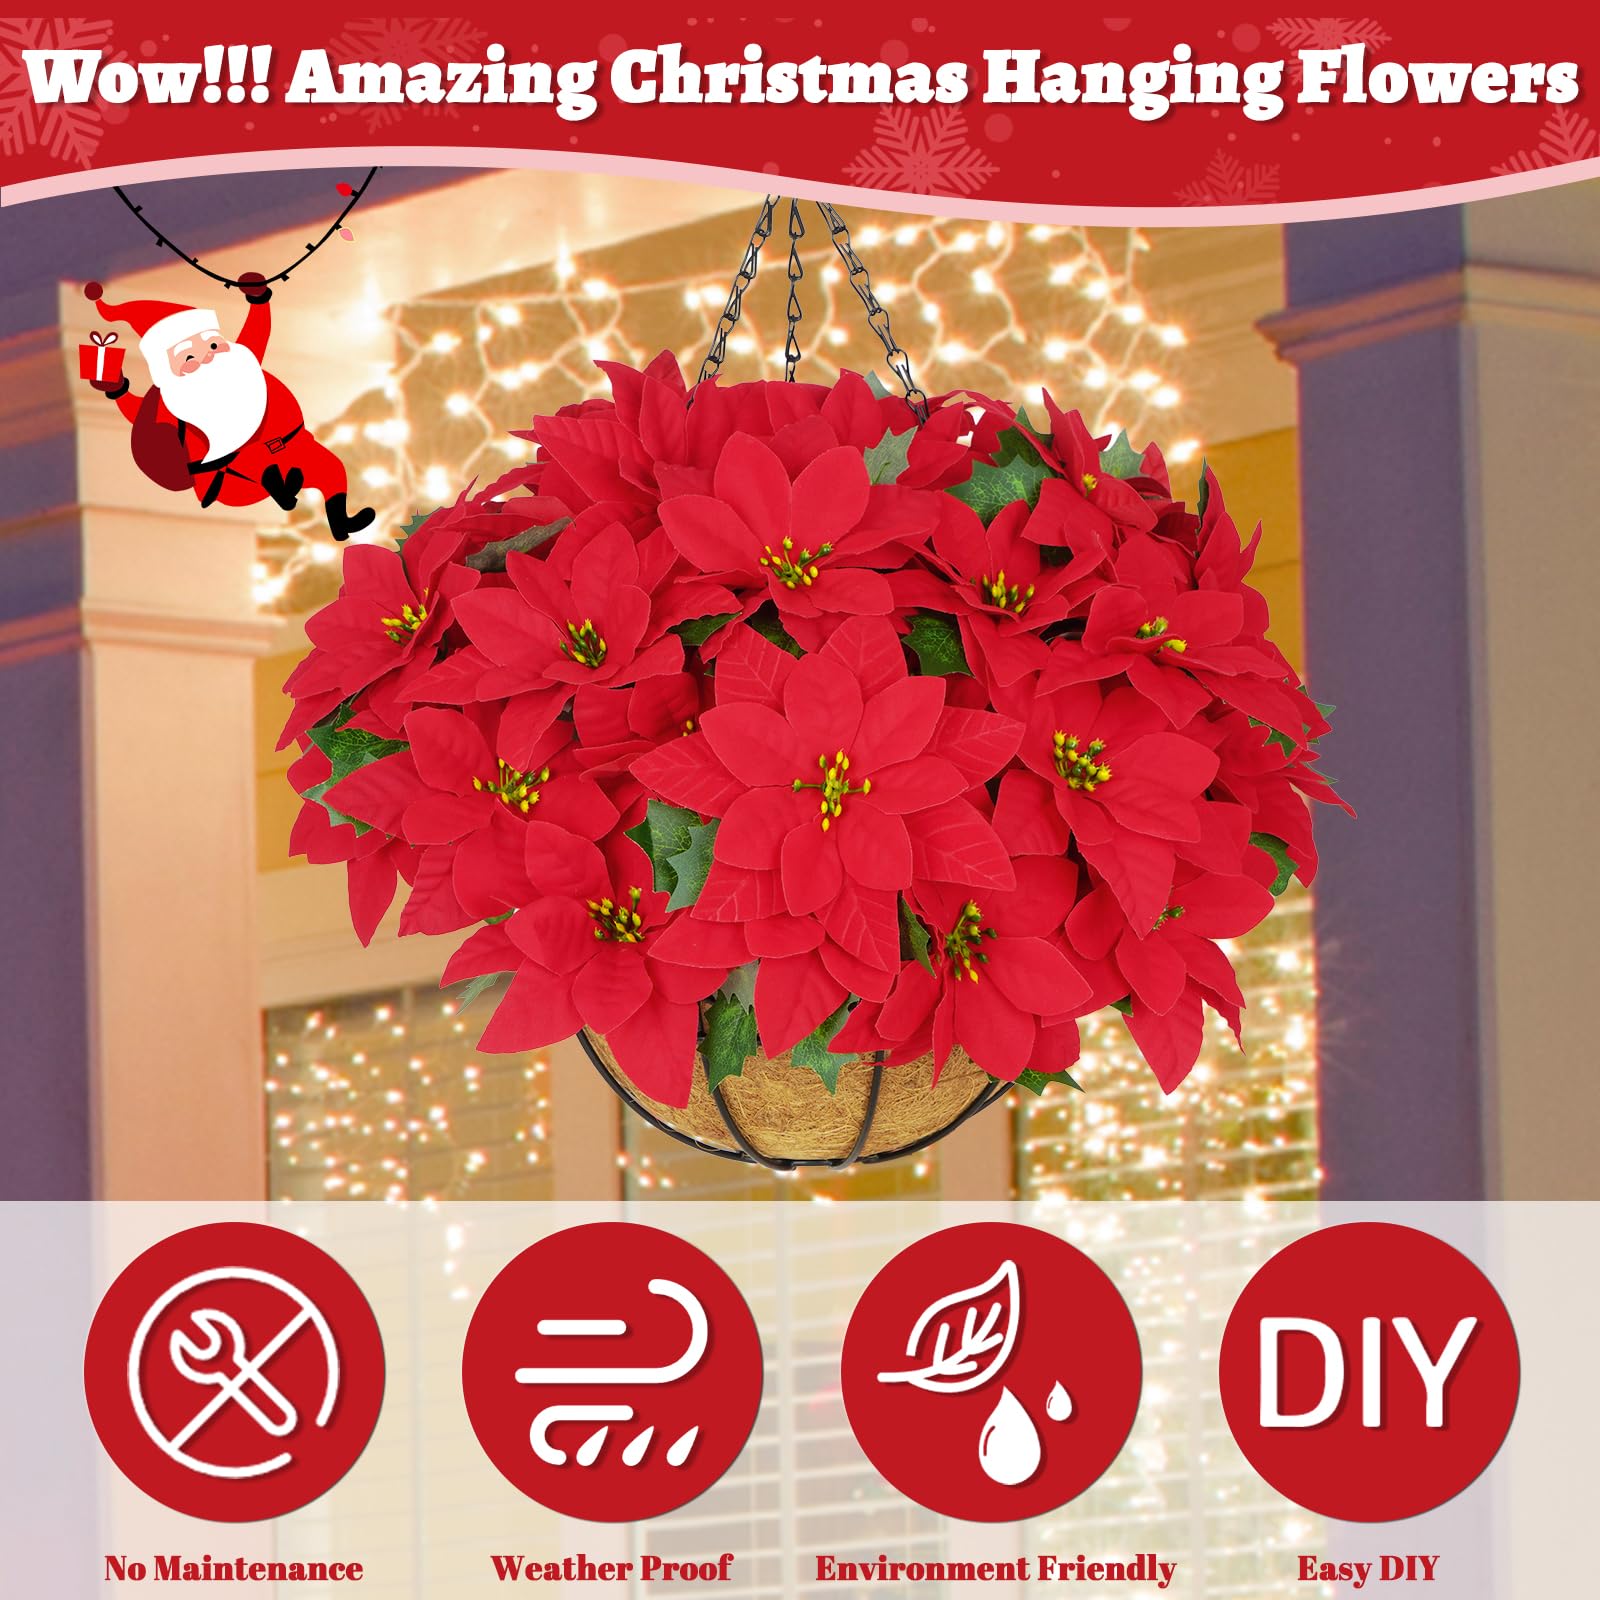 Wow!!! Amazing Christmas Hanging Flowers
DIY
No Maintenance
Weather Proof
Environment Friendly
Easy DIY